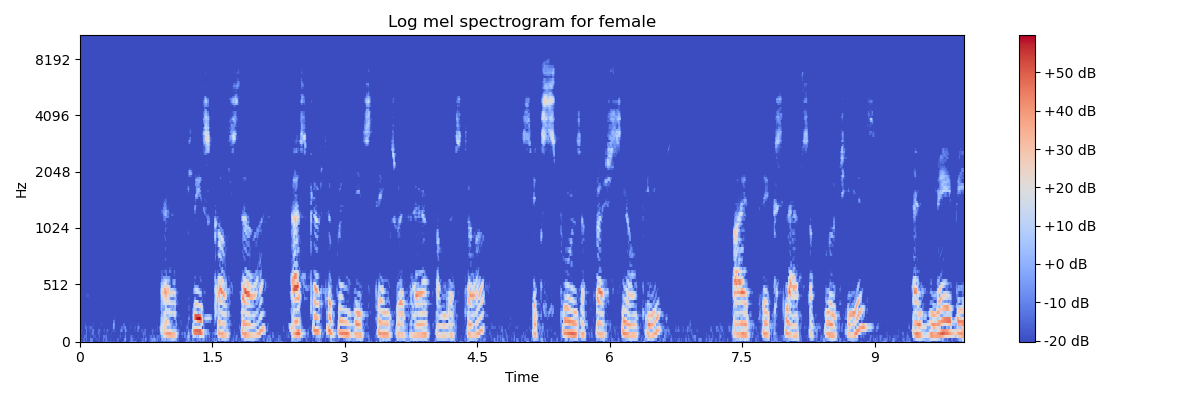 Log mel spectrogram for female
Hz
8192
4096
2048
1024
512
0
0 1.5 3 4.5 6 7.5 9
Time
+50 dB
+40 dB
+30 dB
+20 dB
+10 dB
+0 dB
-10 dB
-20 dB